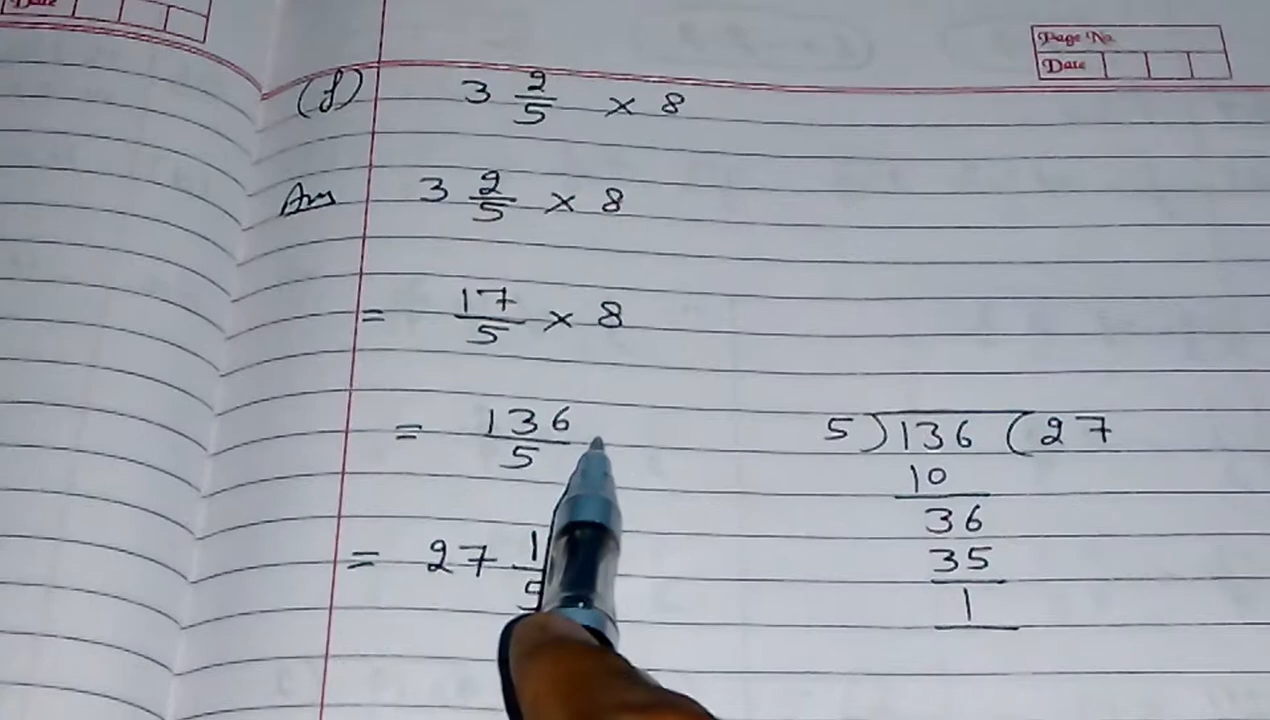 Date
Page No.
Date
(f) 3 2/5 × 8
Ans 3 2/5 × 8
= 17/5 × 8
= 136/5
= 27 1/5
5)136(27
10
36
35
1